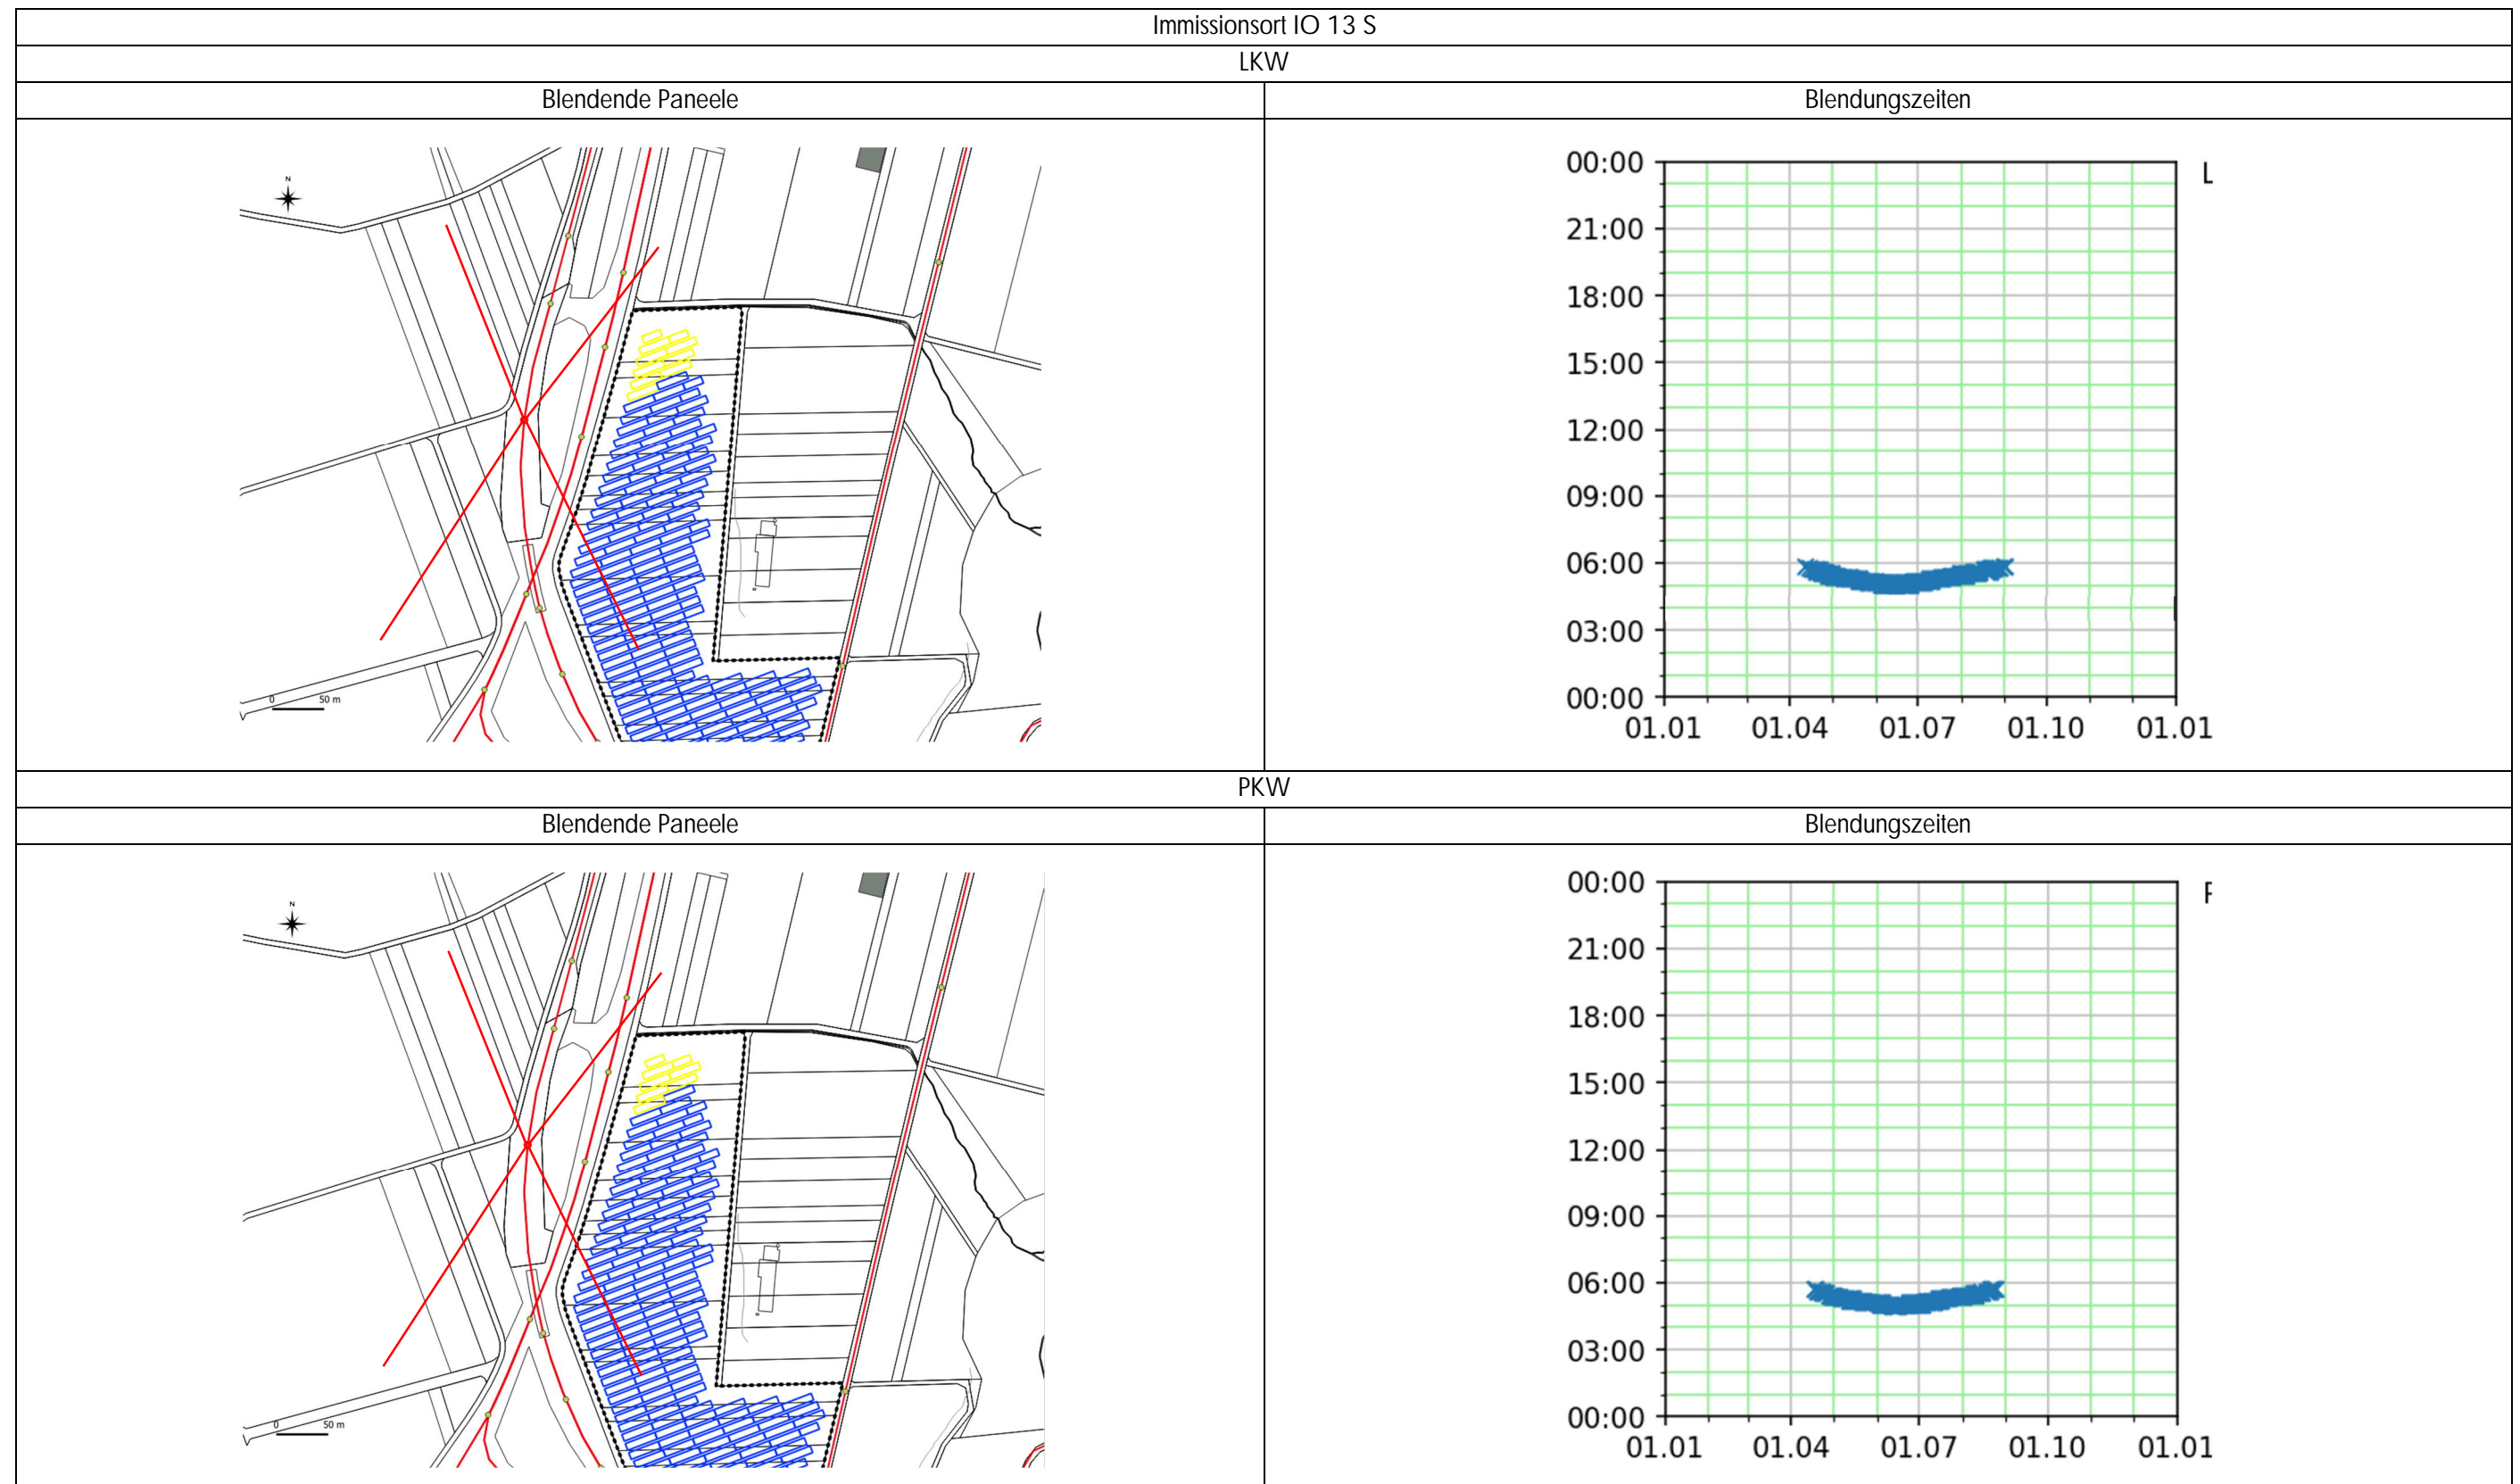 Immissionsort IO 13 S
LKW
Blendende Paneele
Blendungszeiten
N
0 50 m
L
00:00
21:00
18:00
15:00
12:00
09:00
06:00
03:00
00:00
01.01 01.04 01.07 01.10 01.01
PKW
Blendende Paneele
Blendungszeiten
N
0 50 m
00:00
21:00
18:00
15:00
12:00
09:00
06:00
03:00
00:00
01.01 01.04 01.07 01.10 01.01